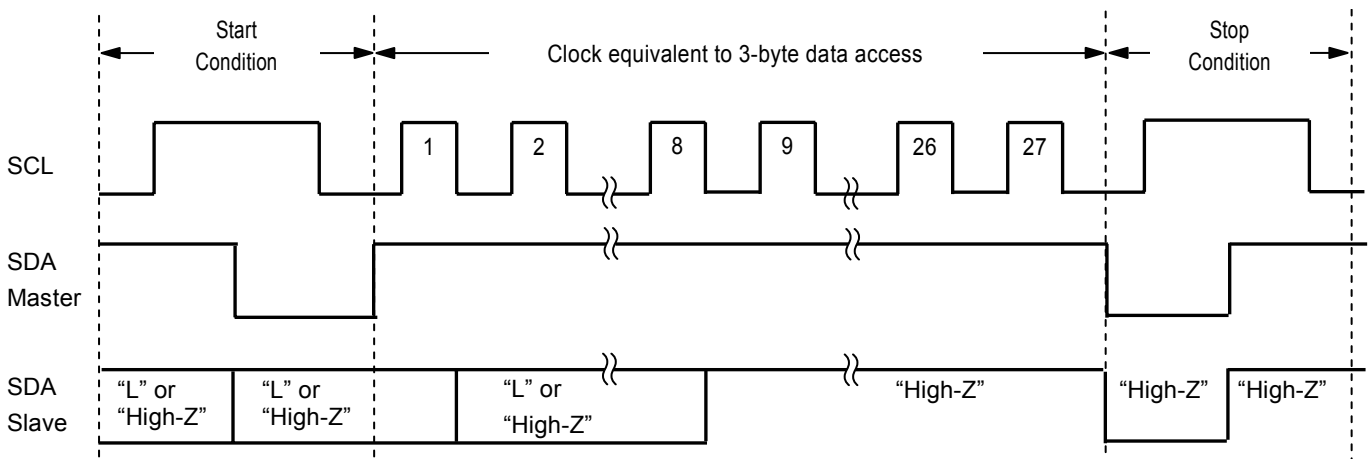 Start
Condition
Clock equivalent to 3-byte data access
Stop
Condition
SCL
1
2
8
9
26
27
SDA
Master
SDA
Slave
“L” or
“High-Z”
“L” or
“High-Z”
“L” or
“High-Z”
“High-Z”
“High-Z”
“High-Z”